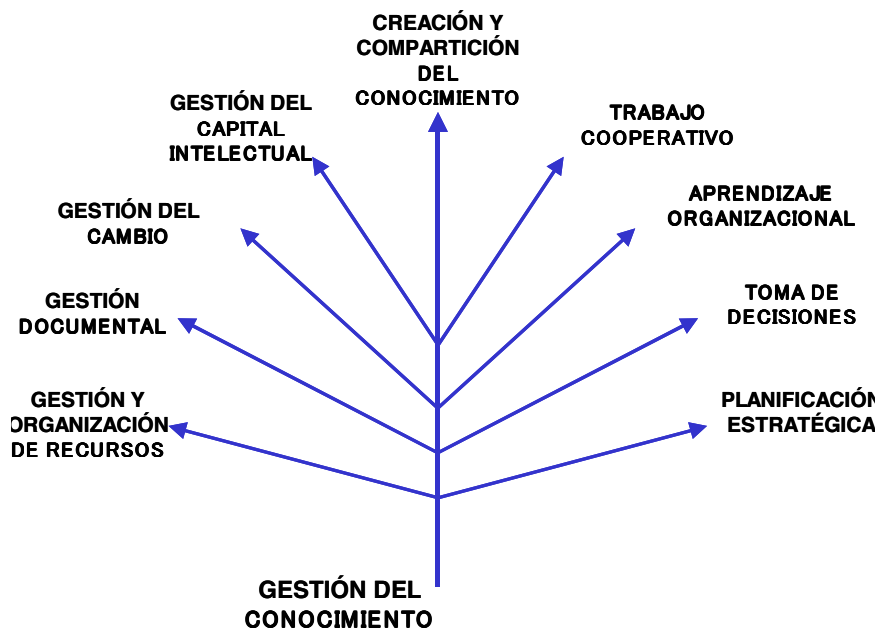 CREACIÓN Y
COMPARTICIÓN
DEL
CONOCIMIENTO
GESTIÓN DEL
CAPITAL
INTELECTUAL
TRABAJO
COOPERATIVO
GESTIÓN DEL
CAMBIO
APRENDIZAJE
ORGANIZACIONAL
GESTIÓN
DOCUMENTAL
TOMA DE
DECISIONES
GESTIÓN Y
ORGANIZACIÓN
DE RECURSOS
PLANIFICACIÓN
ESTRATÉGICA
GESTIÓN DEL
CONOCIMIENTO